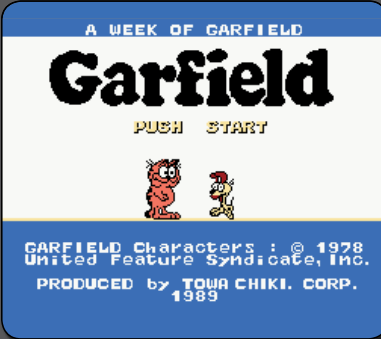 A WEEK OF GARFIELD
Garfield
PUSH START
GARFIELD Characters : © 1978
United Feature Syndicate, Inc.
PRODUCED by TOWA CHIKI. CORP.
1989